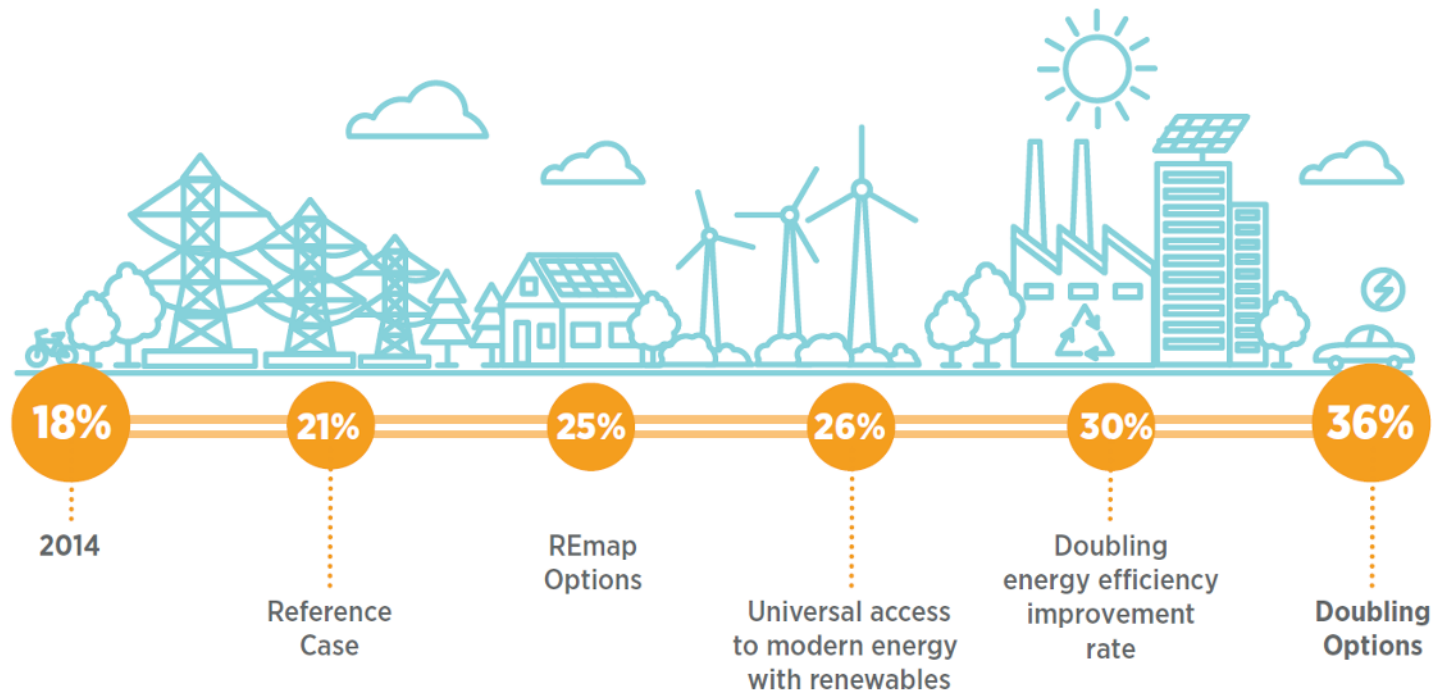 18%
21%
25%
26%
30%
36%
2014
Reference
Case
REmap
Options
Universal access
to modern energy
with renewables
Doubling
energy efficiency
improvement
rate
Doubling
Options